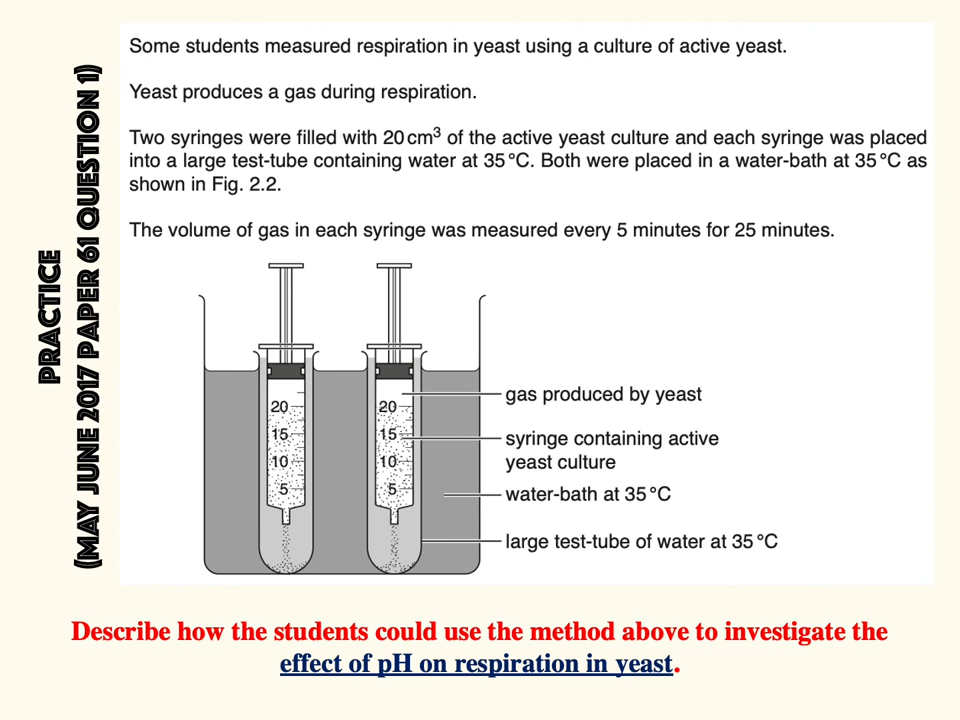 PRACTICE
(MAY JUNE 2017 PAPER 61 QUESTION 1)
Some students measured respiration in yeast using a culture of active yeast.
Yeast produces a gas during respiration.
Two syringes were filled with 20 cm³ of the active yeast culture and each syringe was placed
into a large test-tube containing water at 35 °C. Both were placed in a water-bath at 35 °C as
shown in Fig. 2.2.
The volume of gas in each syringe was measured every 5 minutes for 25 minutes.
20
15
10
5
20
15
10
5
gas produced by yeast
syringe containing active
yeast culture
water-bath at 35 °C
large test-tube of water at 35 °C
Describe how the students could use the method above to investigate the
effect of pH on respiration in yeast.